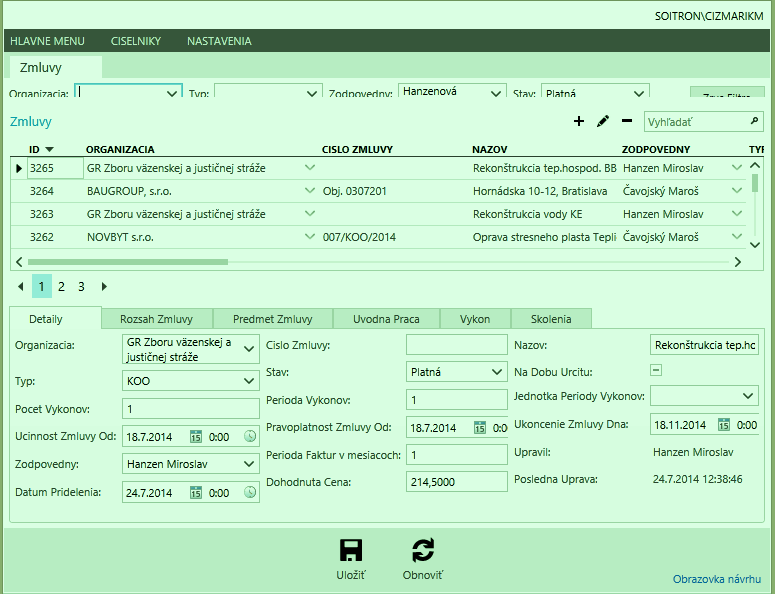 SOITRON\CIZMARIKM
HLAVNE MENU CISELNIKY NASTAVENIA
Zmluvy
Organizacia: Typ: Zodpovedny: Hanzenová Stav: Platná Zrus Filtre
Zmluvy Vyhľadať
ID ORGANIZACIA CISLO ZMLUVY NAZOV ZODPOVEDNY TYP
3265 GR Zboru väzenskej a justičnej stráže Rekonštrukcia tep.hospod. BB Hanzen Miroslav
3264 BAUGROUP, s.r.o. Obj. 0307201 Hornádska 10-12, Bratislava Čavojský Maroš
3263 GR Zboru väzenskej a justičnej stráže Rekonštrukcia vody KE Hanzen Miroslav
3262 NOVBYT s.r.o. 007/KOO/2014 Oprava stresneho plasta Tepli Čavojský Maroš
1 2 3
Detaily Rozsah Zmluvy Predmet Zmluvy Uvodna Praca Vykon Skolenia
Organizacia: GR Zboru väzenskej a justičnej stráže Cislo Zmluvy: Nazov: Rekonštrukcia tep.hc
Typ: KOO Stav: Platná Na Dobu Urcitu:
Pocet Vykonov: 1 Perioda Vykonov: 1 Jednotka Periody Vykonov:
Ucinnost Zmluvy Od: 18.7.2014 15 0:00 Pravoplatnost Zmluvy Od: 18.7.2014 15 0:0 Ukoncenie Zmluvy Dna: 18.11.2014 15 0:00
Zodpovedny: Hanzen Miroslav Perioda Faktur v mesiacoch: 1 Upravil: Hanzen Miroslav
Datum Pridelenia: 24.7.2014 15 0:00 Dohodnuta Cena: 214,5000 Posledna Uprava: 24.7.2014 12:38:46
Uložiť Obnoviť
Obrazovka návrhu